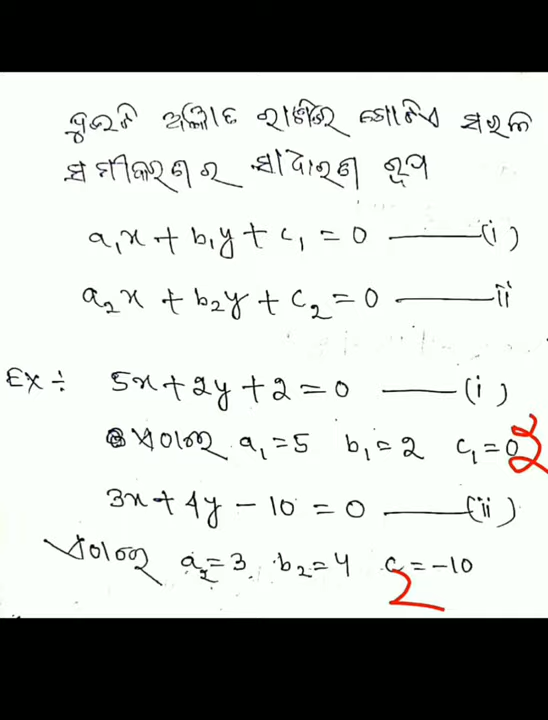 ଦୁଇଟି ଅଜ୍ଞାତ ରାଶିର ଗୋଟିଏ ସରଳ
ସମୀକରଣର ସାଧାରଣ ରୂପ
a₁x + b₁y + c₁ = 0 ——— (i)
a₂x + b₂y + c₂ = 0 ——— ii
Ex ÷ 5x + 2y + 2 = 0 ——— (i)
ଏଠାରେ a₁ = 5 b₁ = 2 c₁ = 2
3x + 4y - 10 = 0 ——— (ii)
ଏଠାରେ a₂ = 3 b₂ = 4 c₂ = -10